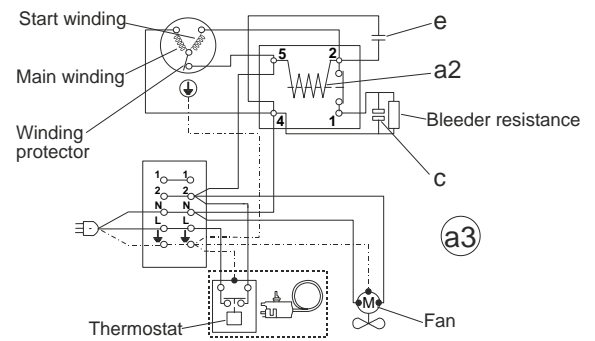 Start winding
e
5 2
a2
Main winding
4 1
Bleeder resistance
Winding
protector
c
1 1
2 2
N N
L L
a3
M
Thermostat
Fan